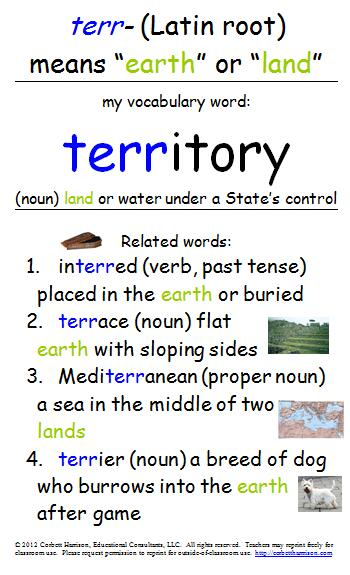 terr- (Latin root)
means “earth” or “land”
my vocabulary word:
territory
(noun) land or water under a State’s control
Related words:
1. interred (verb, past tense)
placed in the earth or buried
2. terrace (noun) flat
earth with sloping sides
3. Mediterranean (proper noun)
a sea in the middle of two
lands
4. terrier (noun) a breed of dog
who burrows into the earth
after game
©2012 Corbett Harrison, Educational Consultants, LLC. All rights reserved. Teachers may reprint freely for
classroom use. Please request permission to reprint for outside-of-classroom use. http://corbettharrison.com